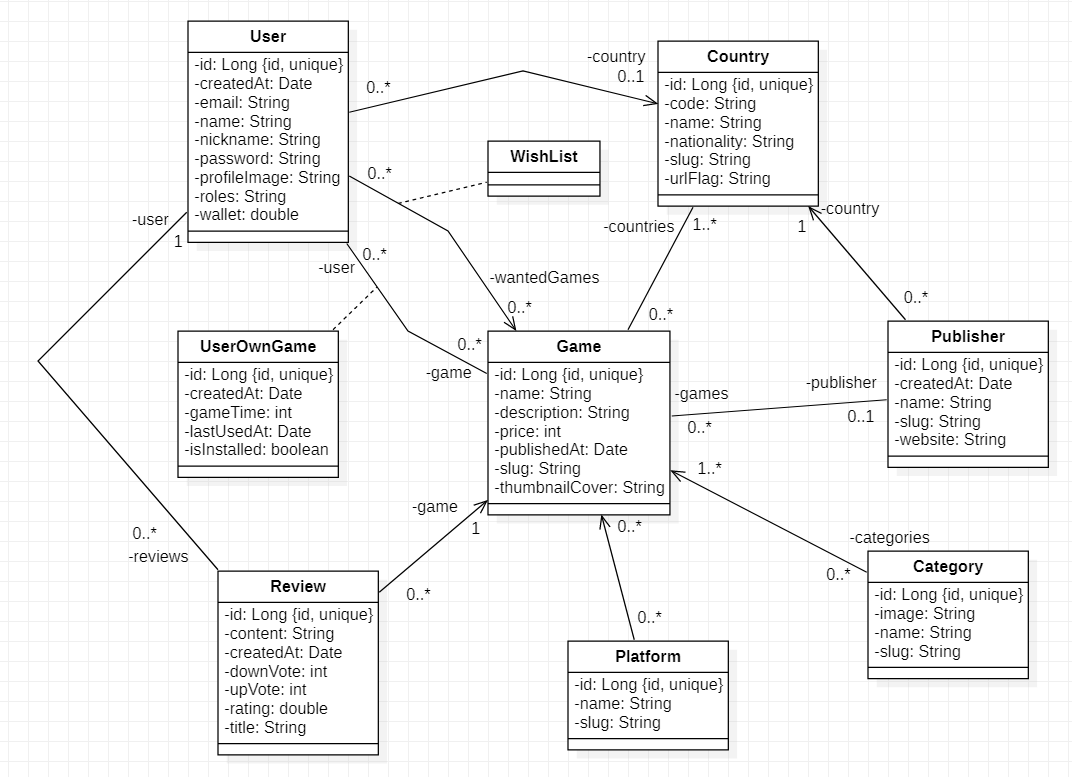 User
-id: Long {id, unique}
-createdAt: Date
-email: String
-name: String
-nickname: String
-password: String
-profileImage: String
-roles: String
-wallet: double
0..*
-country
0..1
Country
-id: Long {id, unique}
-code: String
-name: String
-nationality: String
-slug: String
-urlFlag: String
WishList
0..*
-wantedGames
0..*
-user
1
0..*
-user
-countries
1..*
0..*
-country
1
0..*
UserOwnGame
-id: Long {id, unique}
-createdAt: Date
-gameTime: int
-lastUsedAt: Date
-isInstalled: boolean
0..*
-game
Game
-id: Long {id, unique}
-name: String
-description: String
-price: int
-publishedAt: Date
-slug: String
-thumbnailCover: String
-games
0..*
-publisher
0..1
Publisher
-id: Long {id, unique}
-createdAt: Date
-name: String
-slug: String
-website: String
1..*
-categories
0..*
Category
-id: Long {id, unique}
-image: String
-name: String
-slug: String
-game
1
0..*
0..*
-reviews
Review
-id: Long {id, unique}
-content: String
-createdAt: Date
-downVote: int
-upVote: int
-rating: double
-title: String
0..*
0..*
Platform
-id: Long {id, unique}
-name: String
-slug: String